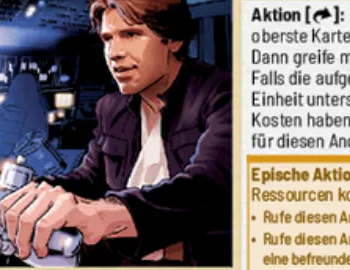 Aktion [
]:
oberste Karte
Dann greife m
Falls die aufge
Einheit unters
Kosten haben
für diesen An
Epische Aktio
Ressourcen ko
• Rufe diesen A
• Rufe diesen A
eine befreunde